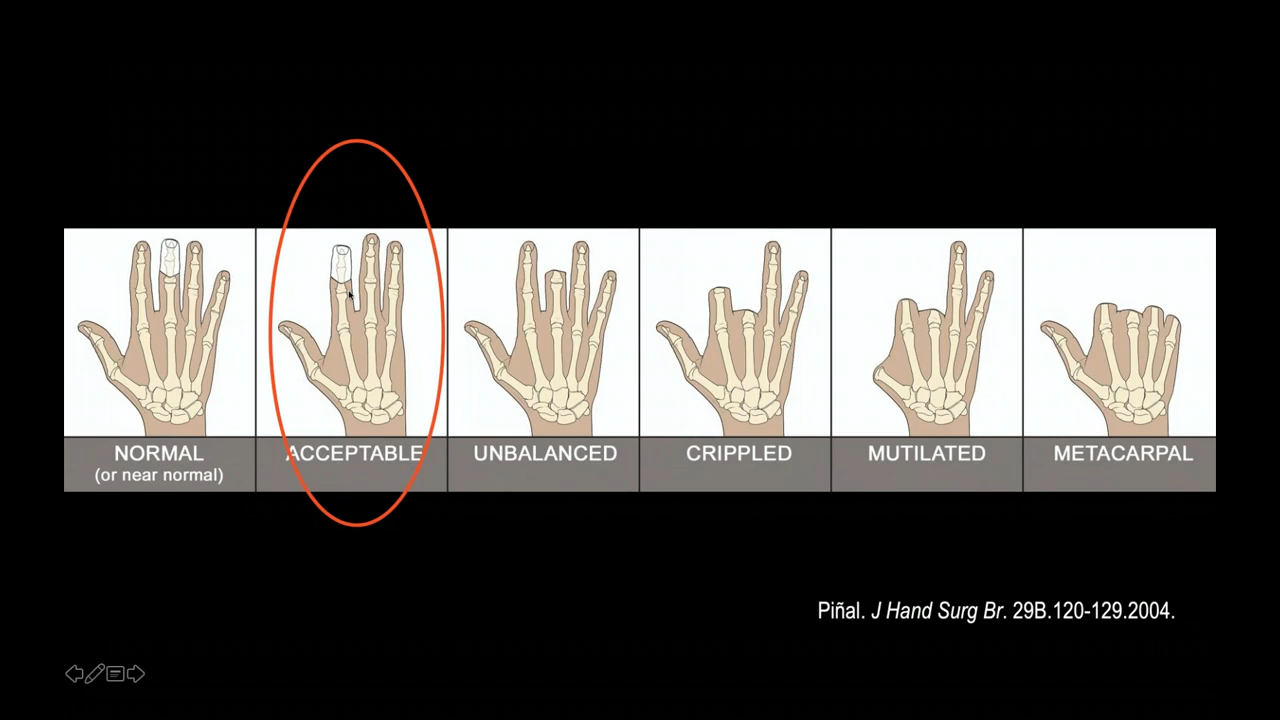 NORMAL
(or near normal)
ACCEPTABLE
UNBALANCED
CRIPPLED
MUTILATED
METACARPAL
Piñal. J Hand Surg Br. 29B.120-129.2004.